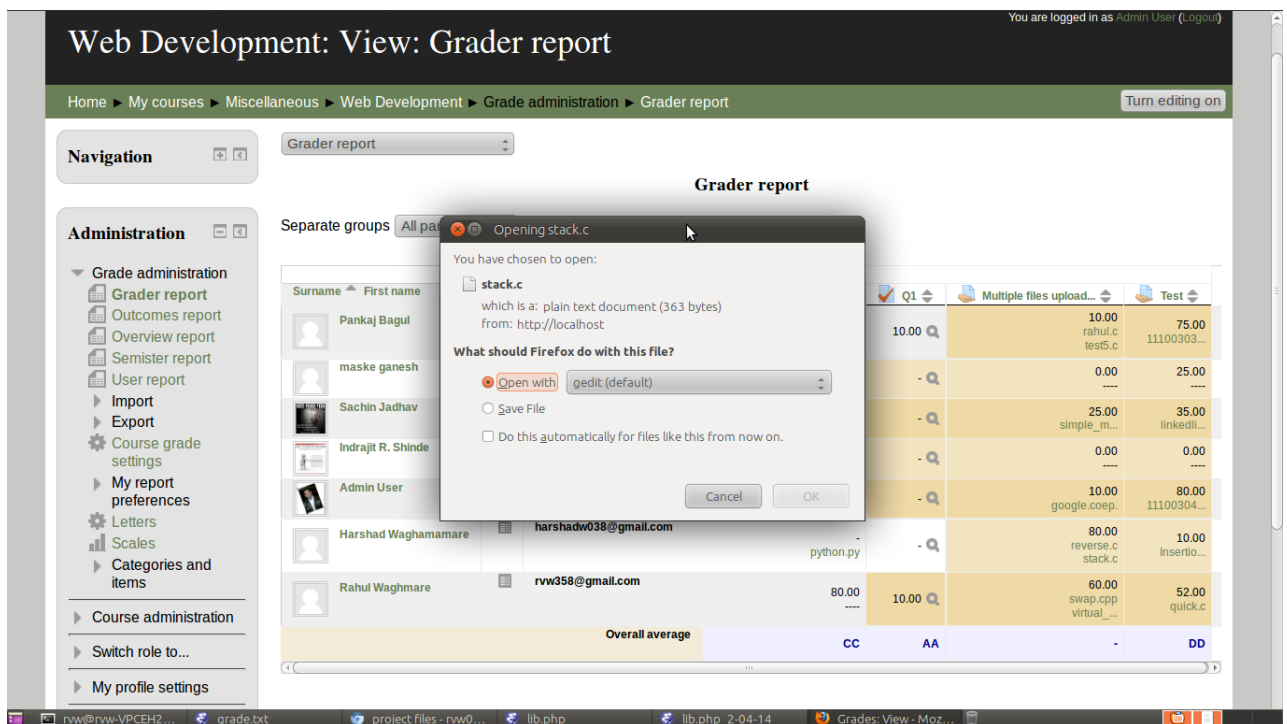 You are logged in as Admin User (Logout)
Web Development: View: Grader report
Home ► My courses ► Miscellaneous ► Web Development ► Grade administration ► Grader report
Turn editing on
Navigation
Administration
Grade administration
Grader report
Outcomes report
Overview report
Semister report
User report
Import
Export
Course grade
settings
My report
preferences
Letters
Scales
Categories and
items
Course administration
Switch role to...
My profile settings
Grader report
Grader report
Separate groups All par
Opening stack.c
You have chosen to open:
stack.c
which is a: plain text document (363 bytes)
from: http://localhost
What should Firefox do with this file?
Open with gedit (default)
Save File
Do this automatically for files like this from now on.
Cancel OK
Surname First name Q1 Multiple files upload... Test
Pankaj Bagul 10.00 10.00 75.00
rahul.c 11100303...
test5.c
maske ganesh - 0.00 25.00
---- ----
Sachin Jadhav - 25.00 35.00
simple_m... linkedli...
Indrajit R. Shinde - 0.00 0.00
---- ----
Admin User - 10.00 80.00
google.coep. 11100304...
Harshad Waghamamare harshadw038@gmail.com - - 80.00 10.00
python.py reverse.c Insertio...
stack.c
Rahul Waghmare rvw358@gmail.com 80.00 10.00 60.00 52.00
---- swap.cpp quick.c
virtual_...
Overall average CC AA - DD
rvw@rvw-VPCEH2... grade.txt project files - rvw0... lib.php lib.php_2-04-14 Grades: View - Moz...